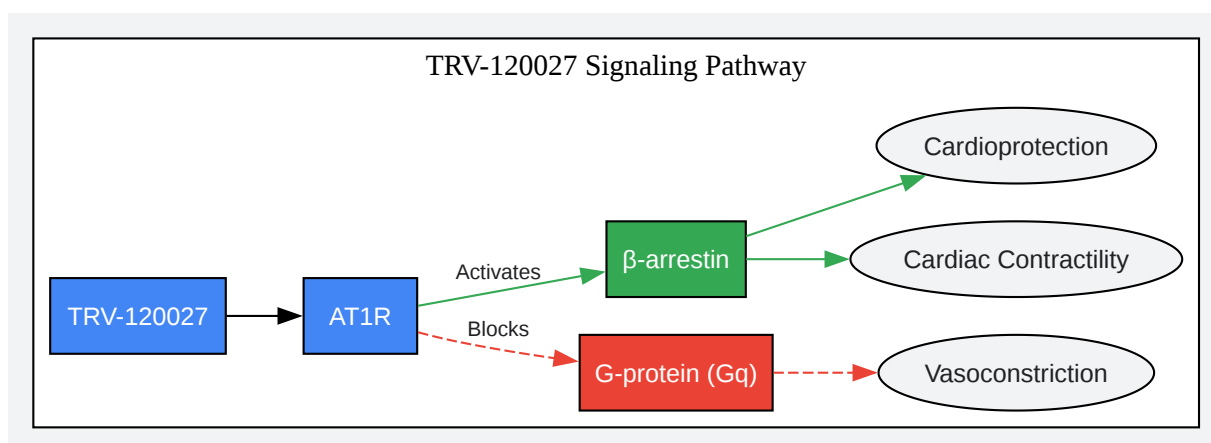 TRV-120027 Signaling Pathway
Cardioprotection
β-arrestin
Cardiac Contractility
Activates
TRV-120027
AT1R
Blocks
G-protein (Gq)
Vasoconstriction